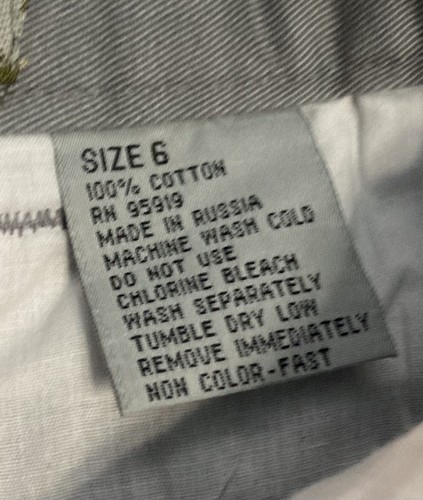 SIZE 6
100% COTTON
RN 95919
MADE IN RUSSIA
MACHINE WASH COLD
DO NOT USE
CHLORINE BLEACH
WASH SEPARATELY
TUMBLE DRY LOW
REMOVE IMMEDIATELY
NON COLOR-FAST